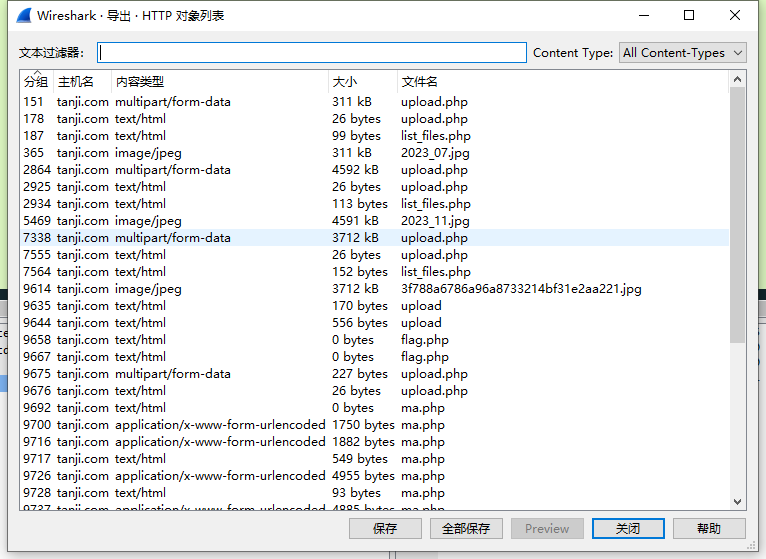 Wireshark · 导出 · HTTP 对象列表
文本过滤器： Content Type: All Content-Types
分组 主机名 内容类型 大小 文件名
151 tanji.com multipart/form-data 311 kB upload.php
178 tanji.com text/html 26 bytes upload.php
187 tanji.com text/html 99 bytes list_files.php
365 tanji.com image/jpeg 311 kB 2023_07.jpg
2864 tanji.com multipart/form-data 4592 kB upload.php
2925 tanji.com text/html 26 bytes upload.php
2934 tanji.com text/html 113 bytes list_files.php
5469 tanji.com image/jpeg 4591 kB 2023_11.jpg
7338 tanji.com multipart/form-data 3712 kB upload.php
7555 tanji.com text/html 26 bytes upload.php
7564 tanji.com text/html 152 bytes list_files.php
9614 tanji.com image/jpeg 3712 kB 3f788a6786a96a8733214bf31e2aa221.jpg
9635 tanji.com text/html 170 bytes upload
9644 tanji.com text/html 556 bytes upload
9658 tanji.com text/html 0 bytes flag.php
9667 tanji.com text/html 0 bytes flag.php
9675 tanji.com multipart/form-data 227 bytes upload.php
9676 tanji.com text/html 26 bytes upload.php
9692 tanji.com text/html 0 bytes ma.php
9700 tanji.com application/x-www-form-urlencoded 1750 bytes ma.php
9716 tanji.com application/x-www-form-urlencoded 1882 bytes ma.php
9717 tanji.com text/html 549 bytes ma.php
9726 tanji.com application/x-www-form-urlencoded 4955 bytes ma.php
9728 tanji.com text/html 93 bytes ma.php
9737 tanji.com application/x-www-form-urlencoded 4885 bytes ma.php
保存 全部保存 Preview 关闭 帮助